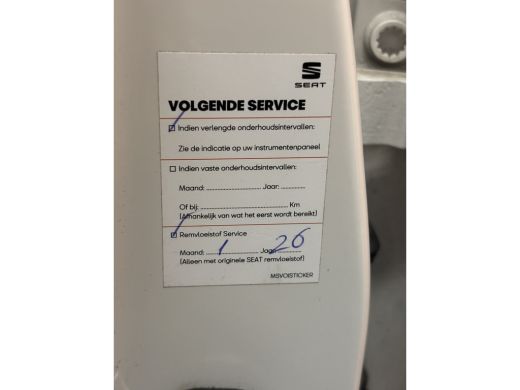 SEAT
VOLGENDE SERVICE
Indien verlengde onderhoudsintervallen:
Zie de indicatie op uw instrumentenpaneel
Indien vaste onderhoudsintervallen:
Maand: .................... Jaar: ..............
Of bij: .................................... Km
(Afhankelijk van wat het eerst wordt bereikt)
Remvloeistof Service
Maand: 1 Jaar: 26
(Alleen met originele SEAT remvloeistof)
MSVOISTICKER